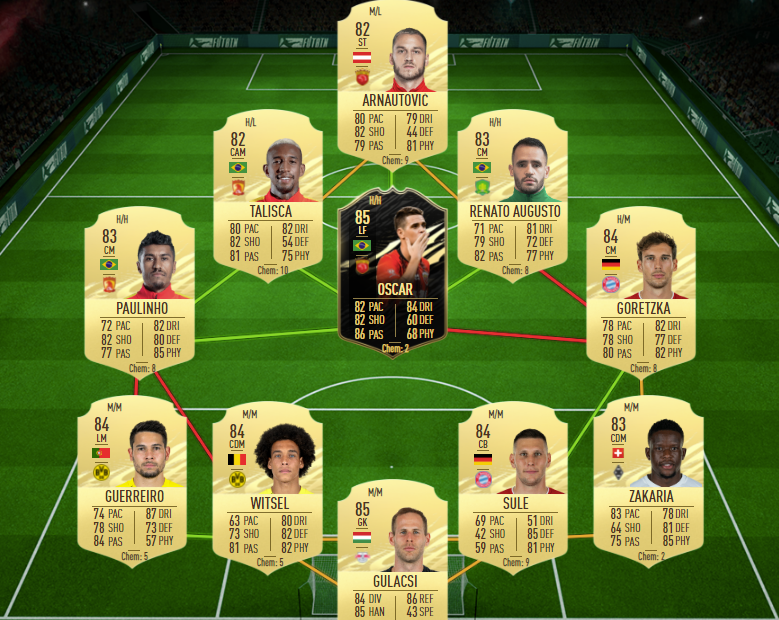 M/L
82
ST
ARNAUTOVIC
80 PAC 79 DRI
82 SHO 44 DEF
79 PAS 81 PHY
Chem: 9
H/L
82
CAM
TALISCA
80 PAC 82 DRI
82 SHO 54 DEF
81 PAS 75 PHY
Chem: 10
H/H
83
CM
RENATO AUGUSTO
71 PAC 81 DRI
79 SHO 72 DEF
82 PAS 77 PHY
Chem: 8
H/H
85
LF
OSCAR
82 PAC 84 DRI
82 SHO 60 DEF
86 PAS 68 PHY
Chem: 2
H/H
83
CM
PAULINHO
72 PAC 82 DRI
82 SHO 80 DEF
77 PAS 85 PHY
Chem: 8
H/M
84
CM
GORETZKA
78 PAC 82 DRI
78 SHO 77 DEF
80 PAS 82 PHY
Chem: 8
M/M
84
LM
GUERREIRO
74 PAC 87 DRI
78 SHO 73 DEF
84 PAS 57 PHY
Chem: 5
M/M
84
CDM
WITSEL
63 PAC 80 DRI
73 SHO 82 DEF
81 PAS 82 PHY
Chem: 5
M/M
84
CB
SULE
69 PAC 51 DRI
42 SHO 85 DEF
59 PAS 81 PHY
Chem: 9
M/M
83
CDM
ZAKARIA
83 PAC 78 DRI
64 SHO 81 DEF
75 PAS 85 PHY
Chem: 2
M/M
85
GK
GULACSI
84 DIV 86 REF
85 HAN 43 SPE